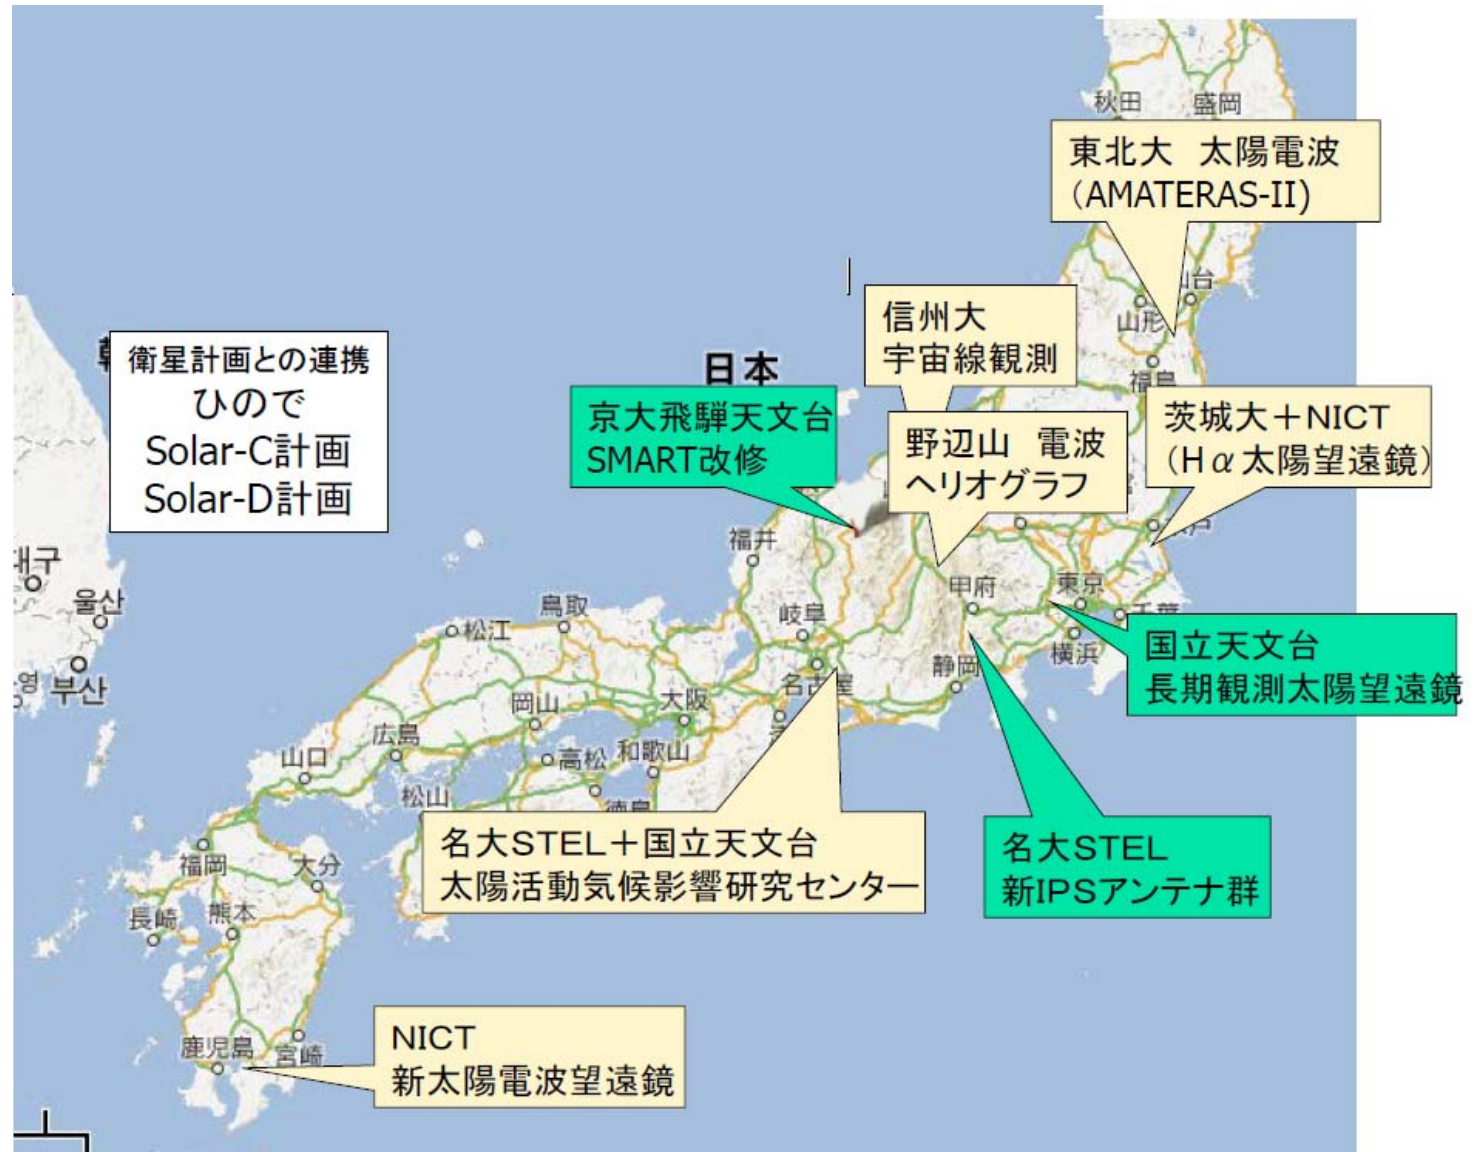 秋田
盛岡
東北大 太陽電波
(AMATERAS-II)
台
山形
福島
信州大
宇宙線観測
日本
衛星計画との連携
ひので
Solar-C計画
Solar-D計画
京大飛騨天文台
SMART改修
野辺山 電波
ヘリオグラフ
茨城大+NICT
(Hα太陽望遠鏡)
福井
대구
울산
부산
鳥取
松江
岐阜
甲府
東京
千葉
横浜
国立天文台
長期観測太陽望遠鏡
静岡
名古屋
大阪
岡山
広島
山口
高松
和歌山
松山
徳島
名大STEL+国立天文台
太陽活動気候影響研究センター
名大STEL
新IPSアンテナ群
福岡
大分
長崎
熊本
鹿児島
宮崎
NICT
新太陽電波望遠鏡